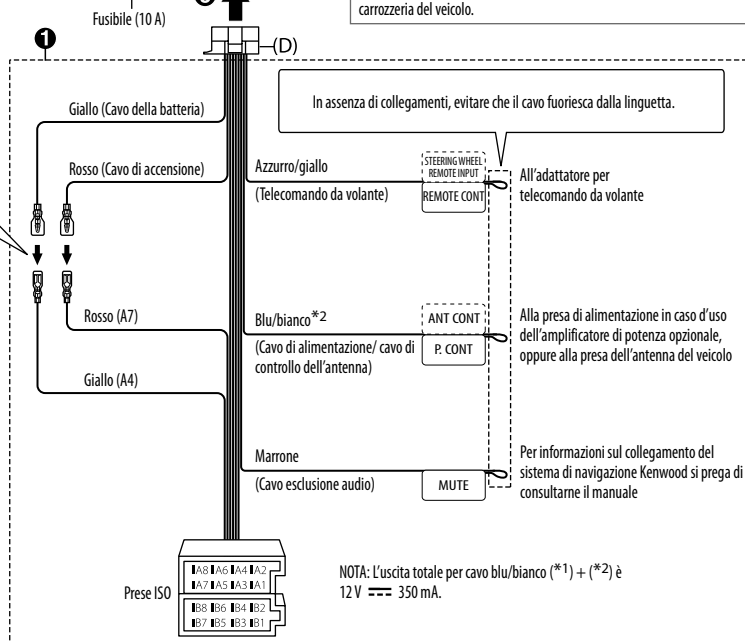 carrozzeria del veicolo.
Fusibile (10 A)
(D)
1
In assenza di collegamenti, evitare che il cavo fuoriesca dalla linguetta.
Giallo (Cavo della batteria)
Rosso (Cavo di accensione)
Azzurro/giallo
(Telecomando da volante)
STEERING WHEEL
REMOTE INPUT
REMOTE CONT
All'adattatore per
telecomando da volante
Rosso (A7)
Giallo (A4)
Blu/bianco*2
(Cavo di alimentazione/ cavo di
controllo dell'antenna)
ANT CONT
P. CONT
Alla presa di alimentazione in caso d'uso
dell'amplificatore di potenza opzionale,
oppure alla presa dell'antenna del veicolo
Marrone
(Cavo esclusione audio)
MUTE
Per informazioni sul collegamento del
sistema di navigazione Kenwood si prega di
consultarne il manuale
Prese ISO
A8 A6 A4 A2
A7 A5 A3 A1
B8 B6 B4 B2
B7 B5 B3 B1
NOTA: L'uscita totale per cavo blu/bianco (*1) + (*2) è
12 V ⎓ 350 mA.